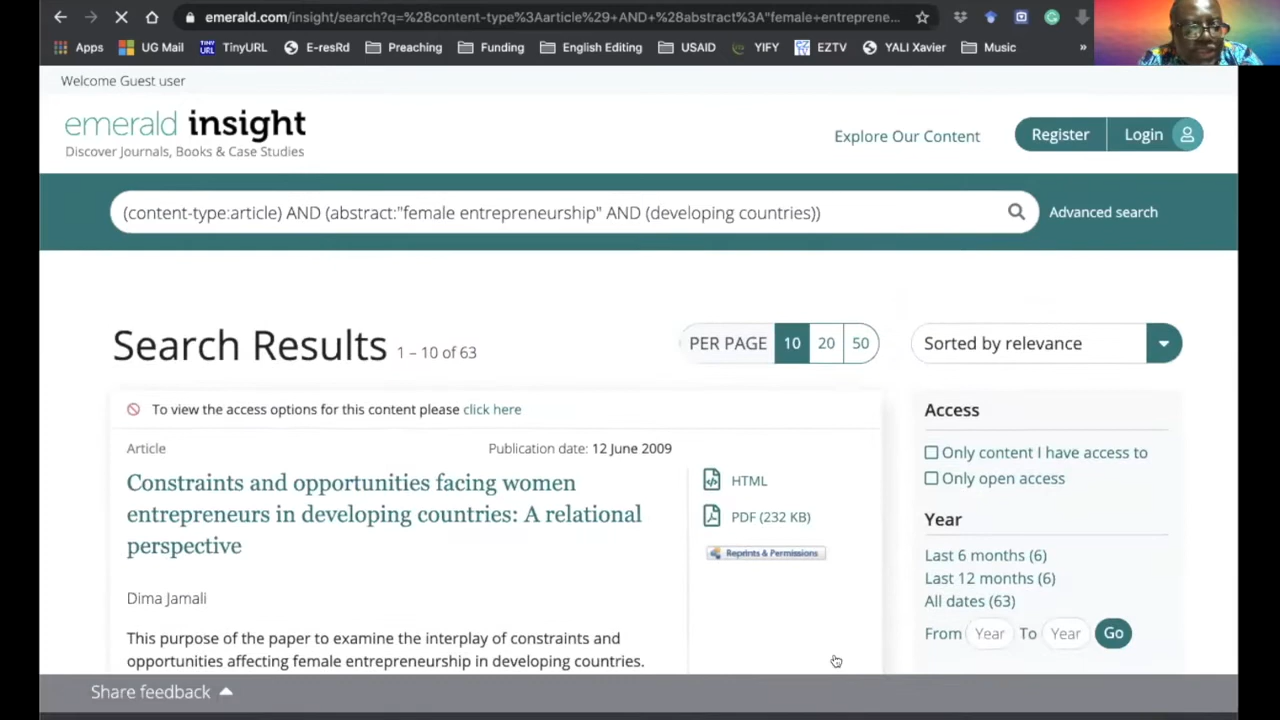 emerald.com/insight/search?q=%28content-type%3Aarticle%29+AND+%28abstract%3A"female+entreprene...
Apps UG Mail TINY URL TinyURL E-resRd Preaching Funding English Editing USAID YIFY EZTV YALI Xavier Music »
Welcome Guest user
emerald insight
Discover Journals, Books & Case Studies
Explore Our Content
Register Login
(content-type:article) AND (abstract:"female entrepreneurship" AND (developing countries))
Advanced search
Search Results 1 – 10 of 63
PER PAGE 10 20 50
Sorted by relevance
To view the access options for this content please click here
Article Publication date: 12 June 2009
Constraints and opportunities facing women
entrepreneurs in developing countries: A relational
perspective
HTML
PDF (232 KB)
Reprints & Permissions
Dima Jamali
This purpose of the paper to examine the interplay of constraints and
opportunities affecting female entrepreneurship in developing countries.
Access
Only content I have access to
Only open access
Year
Last 6 months (6)
Last 12 months (6)
All dates (63)
From Year To Year Go
Share feedback